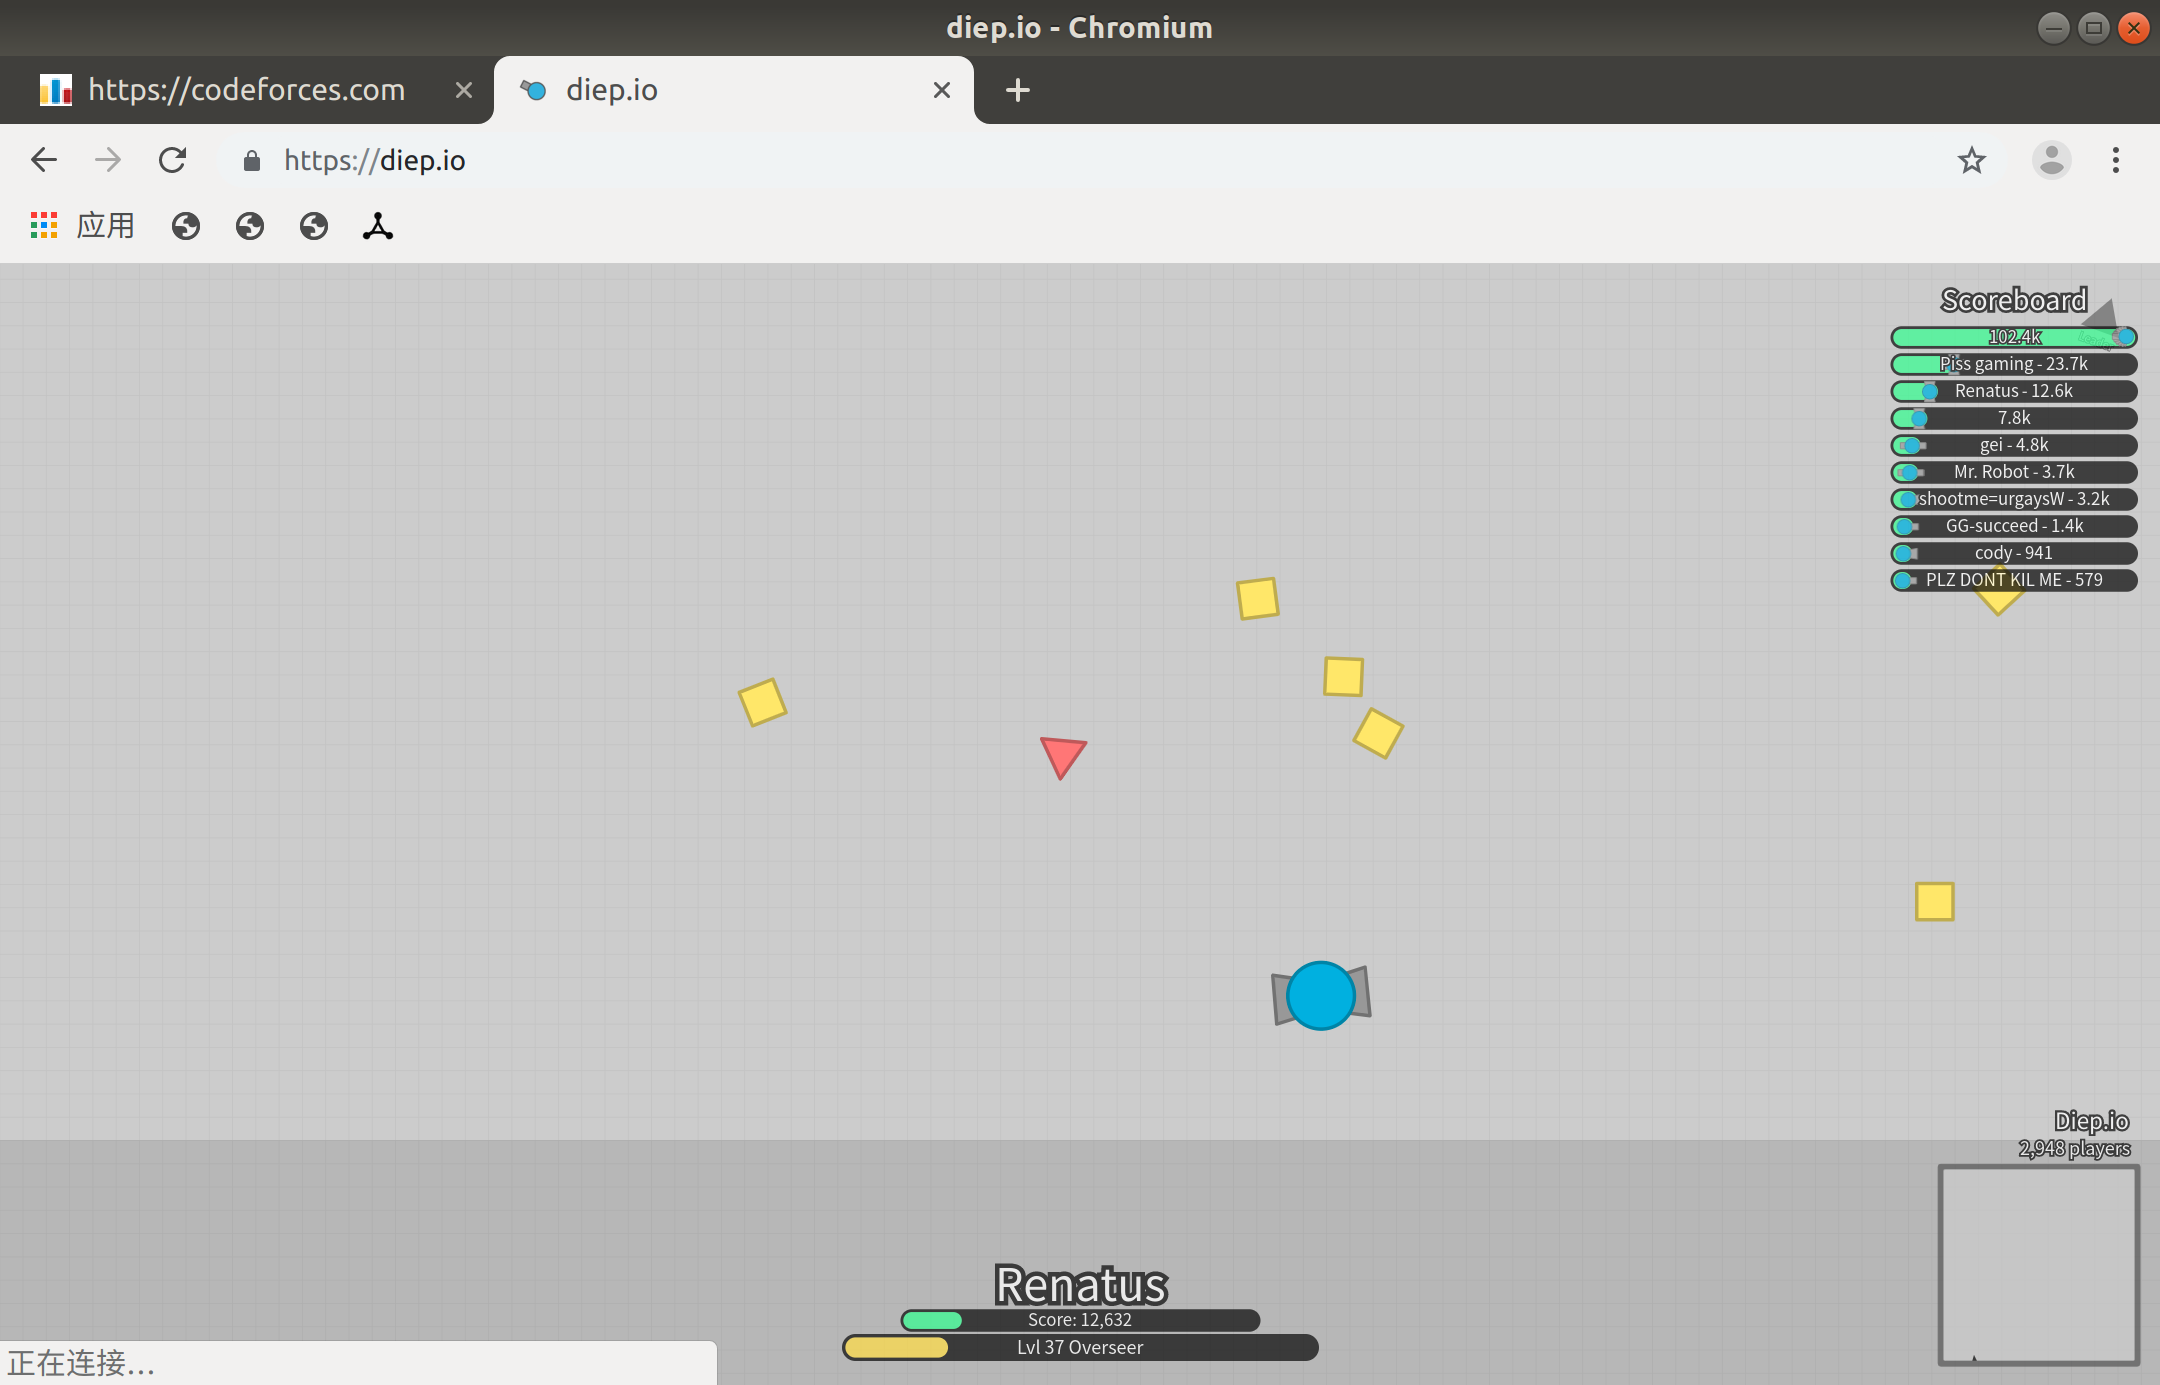 diep.io - Chromium
https://codeforces.com
diep.io
https://diep.io
应用
Scoreboard
102.4k
Leader
Piss gaming - 23.7k
Renatus - 12.6k
7.8k
gei - 4.8k
Mr. Robot - 3.7k
shootme=urgaysW - 3.2k
GG-succeed - 1.4k
cody - 941
PLZ DONT KIL ME - 579
Diep.io
2,948 players
Renatus
Score: 12,632
Lvl 37 Overseer
正在连接...